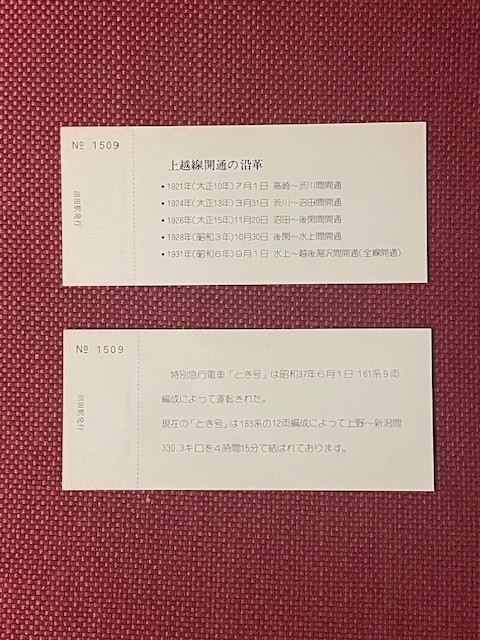 № 1509
上越線開通の沿革
•1921年(大正10年)7月1日 高崎～渋川間開通
•1924年(大正13年)3月31日 渋川～沼田間開通
•1926年(大正15年)11月20日 沼田～後閑間開通
•1928年(昭和3年)10月30日 後閑～水上間開通
•1931年(昭和6年)9月1日 水上～越後湯沢間開通(全線開通)
沼田駅発行
№ 1509
特別急行電車「とき号」は昭和37年6月1日 161系9両
編成によって運転された。
現在の「とき号」は183系の12両編成によって上野～新潟間
330.3キロを4時間15分で結ばれております。
沼田駅発行